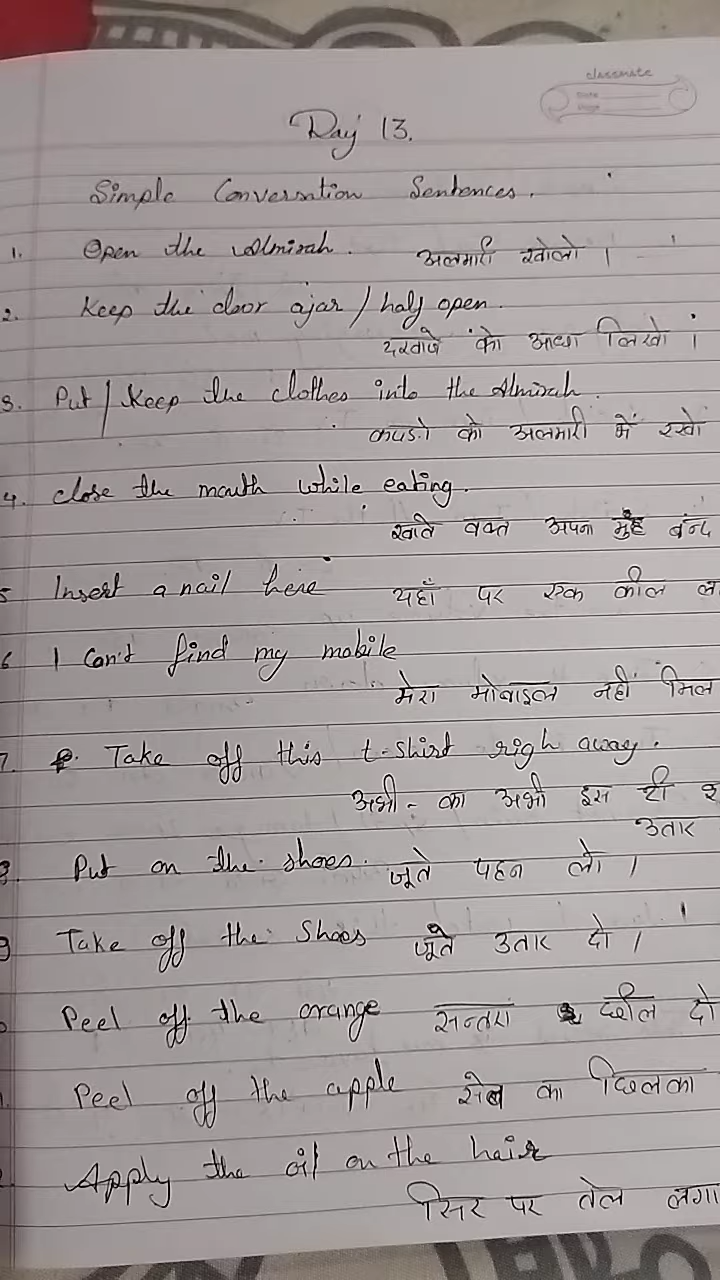 classmate
Date
Page
Day 13.
Simple Conversation Sentences.
1. Open the Almirah. अलमारी खोलो ।
2. Keep the door ajar / half open.
दरवाजे को आधा लिखो ।
3. Put / Keep the clothes into the Almirah.
कपडो को अलमारी में रखो
4. close the mouth while eating.
खाते वक्त अपना मुँह बंन्द
5 Insert a nail here यहाँ पर एक कील ल
6 I Can't find my mobile
मेरा मोबाइल नहीं मिल
7. Take off this t-shirt righ away.
अभी - का अभी इस टी श
उतार
8. Put on the shoes. जूते पहन लो ।
9 Take off the Shoes जूते उतार दो ।
Peel off the orange सन्तरा छील दो
Peel off the apple सेब का छिलका
Apply the oil on the hair
सिर पर तेल लगा